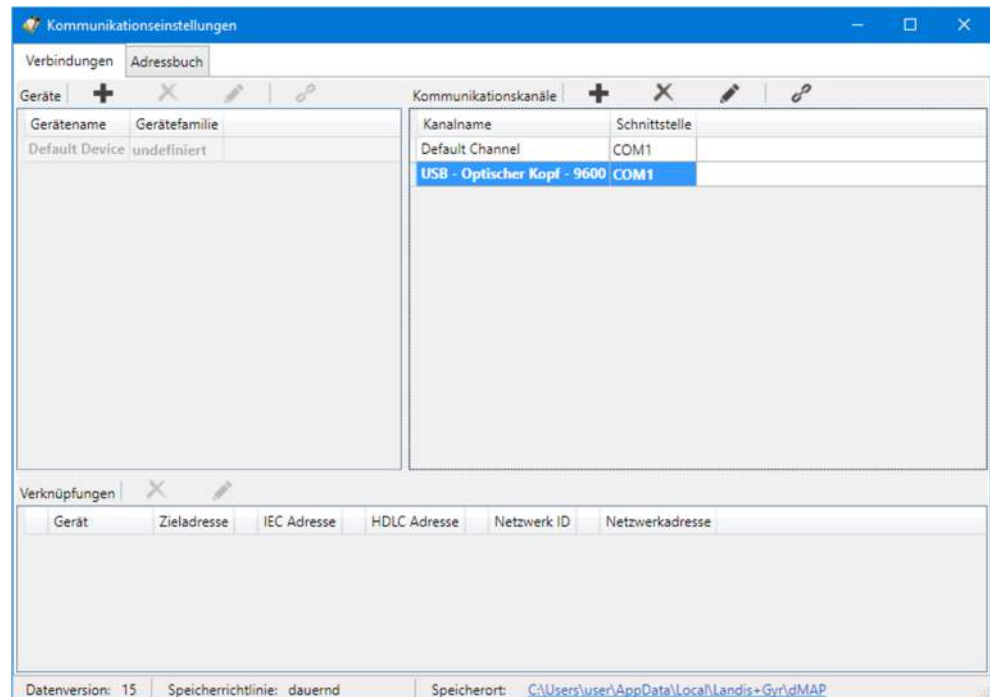 Kommunikationseinstellungen
Verbindungen Adressbuch
Geräte
Gerätename Gerätefamilie
Default Device undefiniert
Kommunikationskanäle
Kanalname Schnittstelle
Default Channel COM1
USB - Optischer Kopf - 9600 COM1
Verknüpfungen
Gerät Zieladresse IEC Adresse HDLC Adresse Netzwerk ID Netzwerkadresse
Datenversion: 15 Speicherrichtlinie: dauernd Speicherort: C:\Users\user\AppData\Local\Landis+Gyr\dMAP